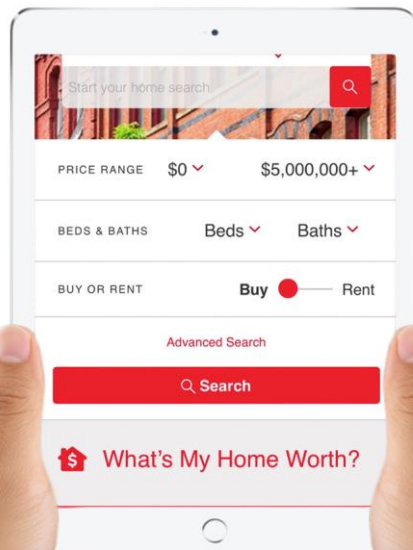 Start your home search
PRICE RANGE $0 $5,000,000+
BEDS & BATHS Beds Baths
BUY OR RENT Buy Rent
Advanced Search
Search
$ What's My Home Worth?